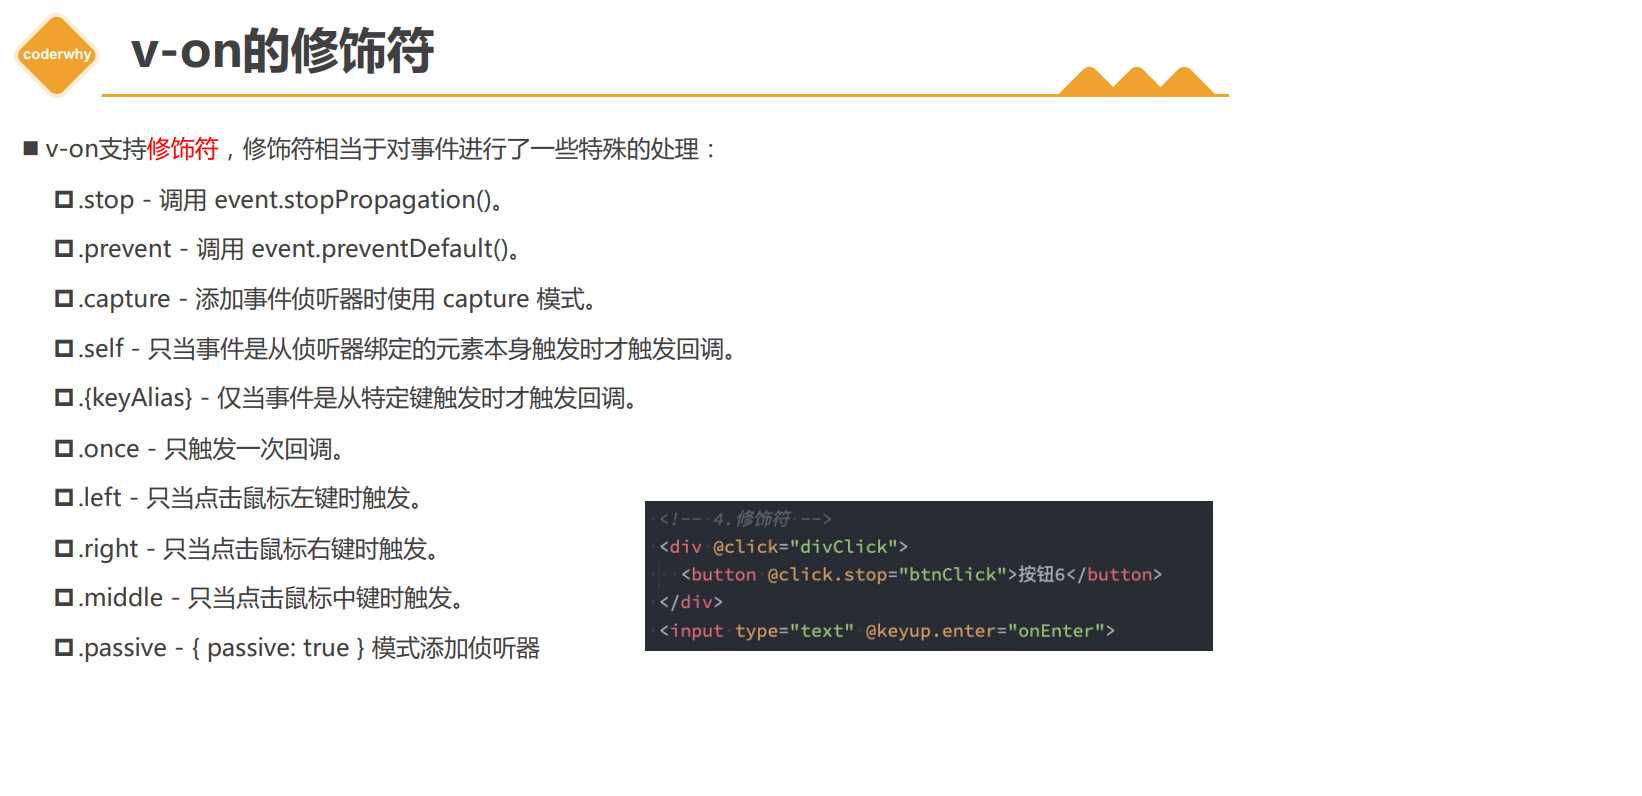 coderwhy
v-on的修饰符
v-on支持修饰符，修饰符相当于对事件进行了一些特殊的处理：
.stop - 调用 event.stopPropagation()。
.prevent - 调用 event.preventDefault()。
.capture - 添加事件侦听器时使用 capture 模式。
.self - 只当事件是从侦听器绑定的元素本身触发时才触发回调。
.{keyAlias} - 仅当事件是从特定键触发时才触发回调。
.once - 只触发一次回调。
.left - 只当点击鼠标左键时触发。
.right - 只当点击鼠标右键时触发。
.middle - 只当点击鼠标中键时触发。
.passive - { passive: true } 模式添加侦听器
<!-- 4.修饰符 -->
<div @click="divClick">
<button @click.stop="btnClick">按钮6</button>
</div>
<input type="text" @keyup.enter="onEnter">